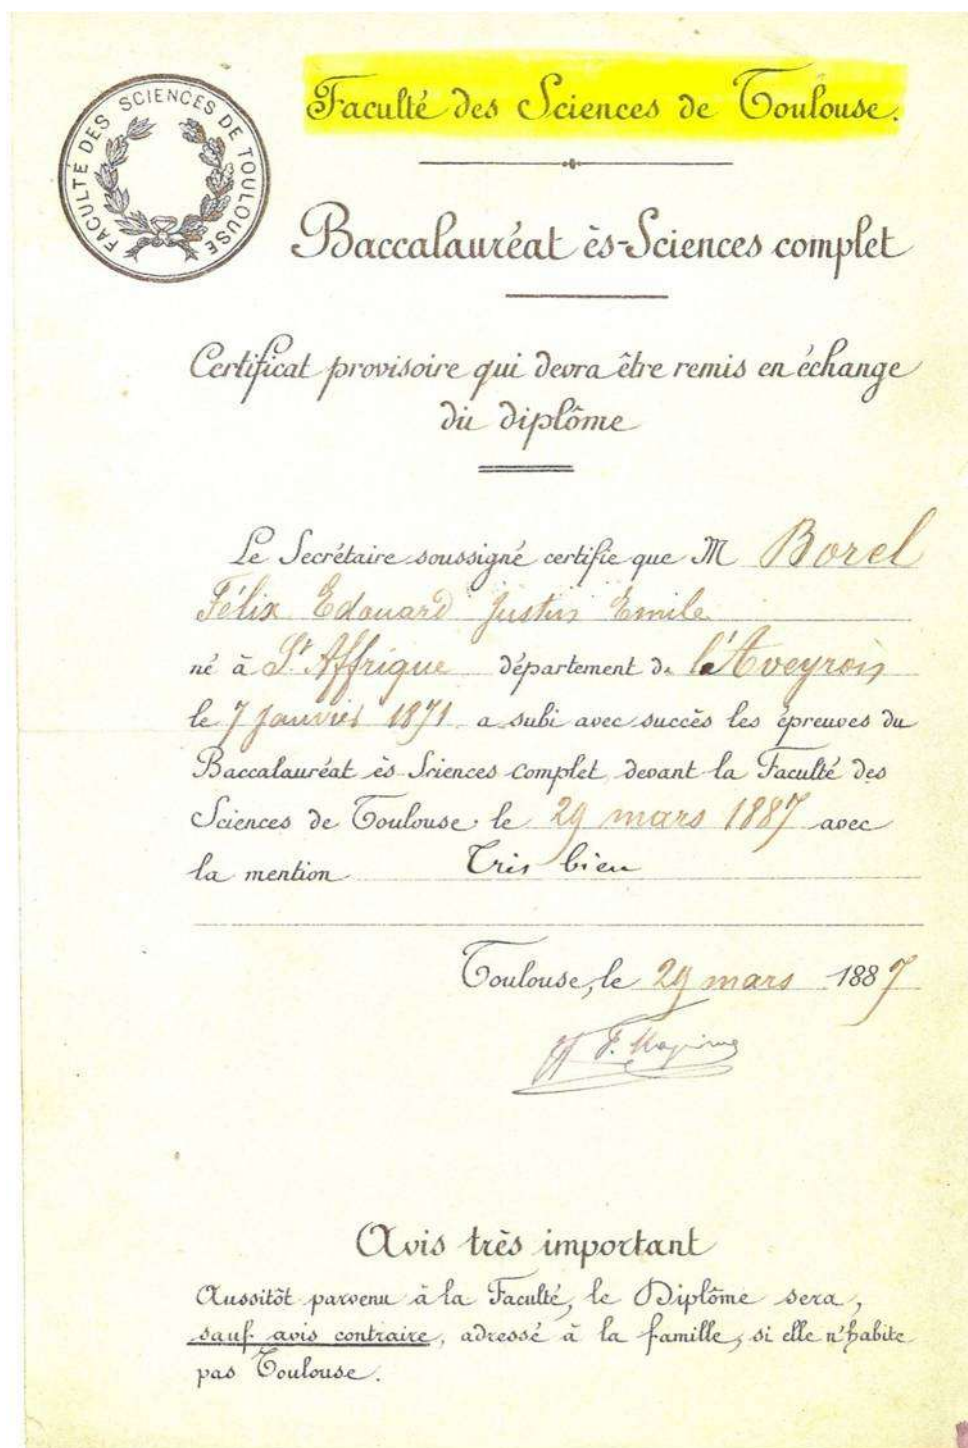 FACULTÉ DES SCIENCES DE TOULOUSE
Faculté des Sciences de Toulouse.
Baccalauréat ès-Sciences complet
Certificat provisoire qui devra être remis en échange
du diplôme
Le Secrétaire soussigné certifie que M Borel
Félix Edouard Justin Emile
né à St Affrique département de l'Aveyron
le 7 Janvier 1871 a subi avec succès les épreuves du
Baccalauréat ès Sciences complet devant la Faculté des
Sciences de Toulouse le 29 mars 1887 avec
la mention Très bien
Toulouse, le 29 mars 1887
Avis très important
Aussitôt parvenu à la Faculté, le Diplôme sera,
sauf avis contraire, adressé à la famille, si elle n'habite
pas Toulouse.